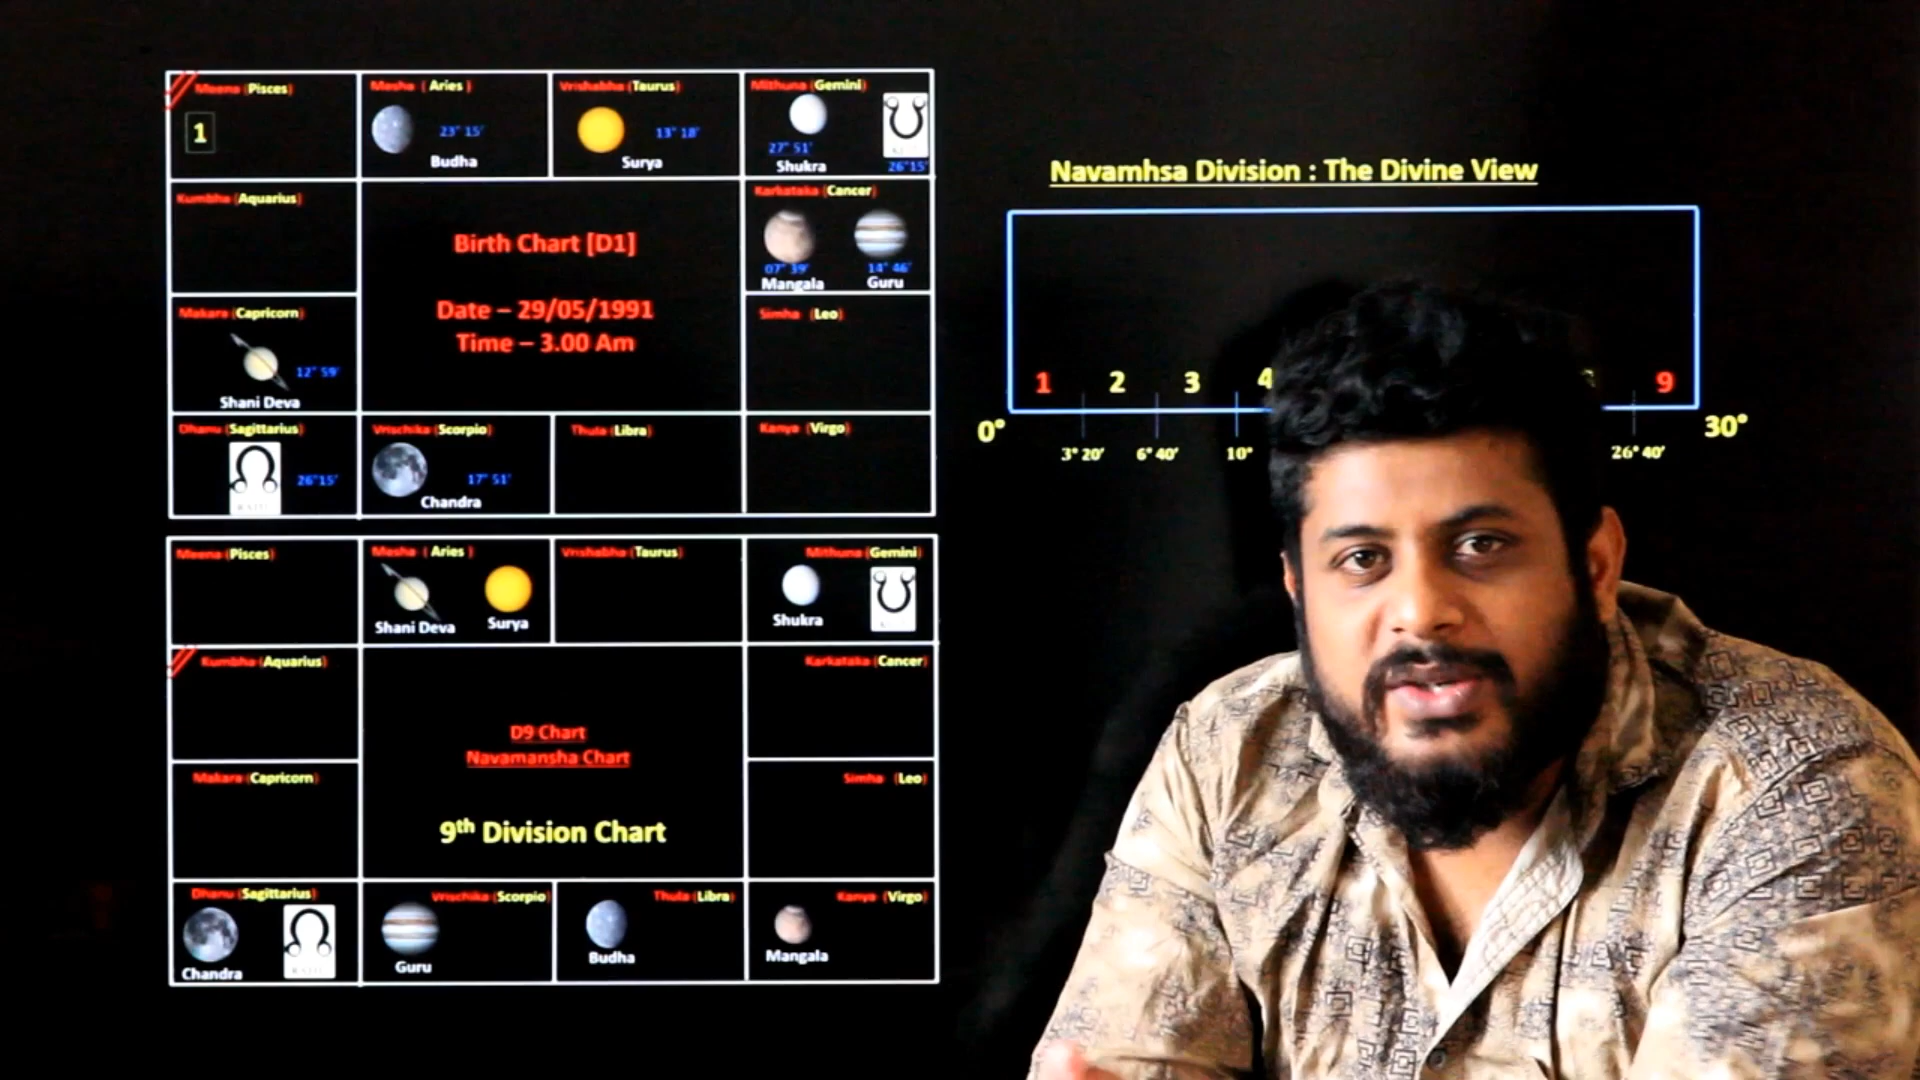 Meena (Pisces)
Mesha ( Aries )
Vrishabha (Taurus)
Mithuna (Gemini)
1
23° 15'
Budha
13° 18'
Surya
27° 51'
Shukra
26°15'
Kumbha (Aquarius)
Karkataka (Cancer)
07° 39'
Mangala
14° 46'
Guru
Birth Chart [D1]
Date – 29/05/1991
Time – 3.00 Am
Makara (Capricorn)
12° 59'
Shani Deva
Simha (Leo)
Dhanu (Sagittarius)
26°15'
Vrischika (Scorpio)
17° 51'
Chandra
Thula (Libra)
Kanya (Virgo)
Navamhsa Division : The Divine View
1 2 3 4 9
0° 30°
3° 20' 6° 40' 10° 26° 40'
Meena (Pisces)
Mesha ( Aries )
Shani Deva
Surya
Vrishabha (Taurus)
Mithuna (Gemini)
Shukra
Kumbha (Aquarius)
Karkataka (Cancer)
D9 Chart
Navamansha Chart
9th Division Chart
Makara (Capricorn)
Simha (Leo)
Dhanu (Sagittarius)
Chandra
Vrischika (Scorpio)
Guru
Thula (Libra)
Budha
Kanya (Virgo)
Mangala